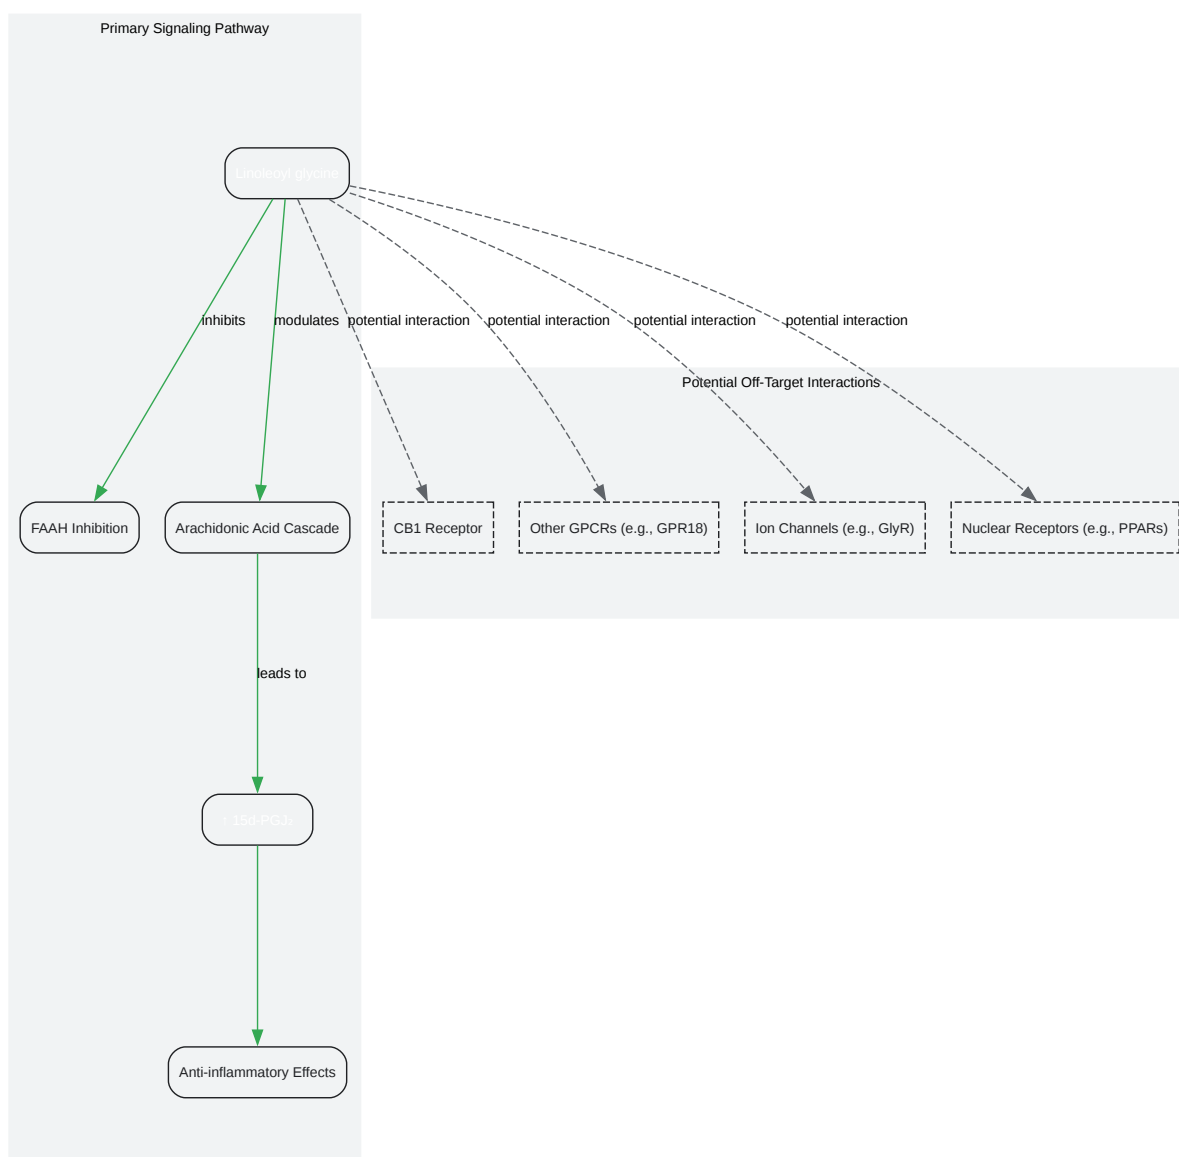 Primary Signaling Pathway
Linoleoyl glycine
inhibits
modulates
potential interaction
potential interaction
potential interaction
potential interaction
Potential Off-Target Interactions
FAAH Inhibition
Arachidonic Acid Cascade
CB1 Receptor
Other GPCRs (e.g., GPR18)
Ion Channels (e.g., GlyR)
Nuclear Receptors (e.g., PPARs)
leads to
15d-PGJ₂
Anti-inflammatory Effects